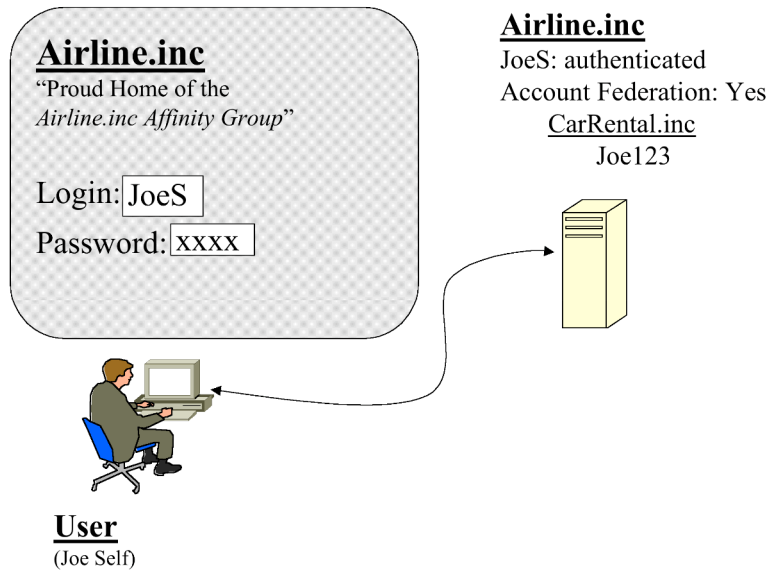 Airline.inc
“Proud Home of the
Airline.inc Affinity Group”
Login: JoeS
Password: xxxx
Airline.inc
JoeS: authenticated
Account Federation: Yes
CarRental.inc
Joe123
User
(Joe Self)